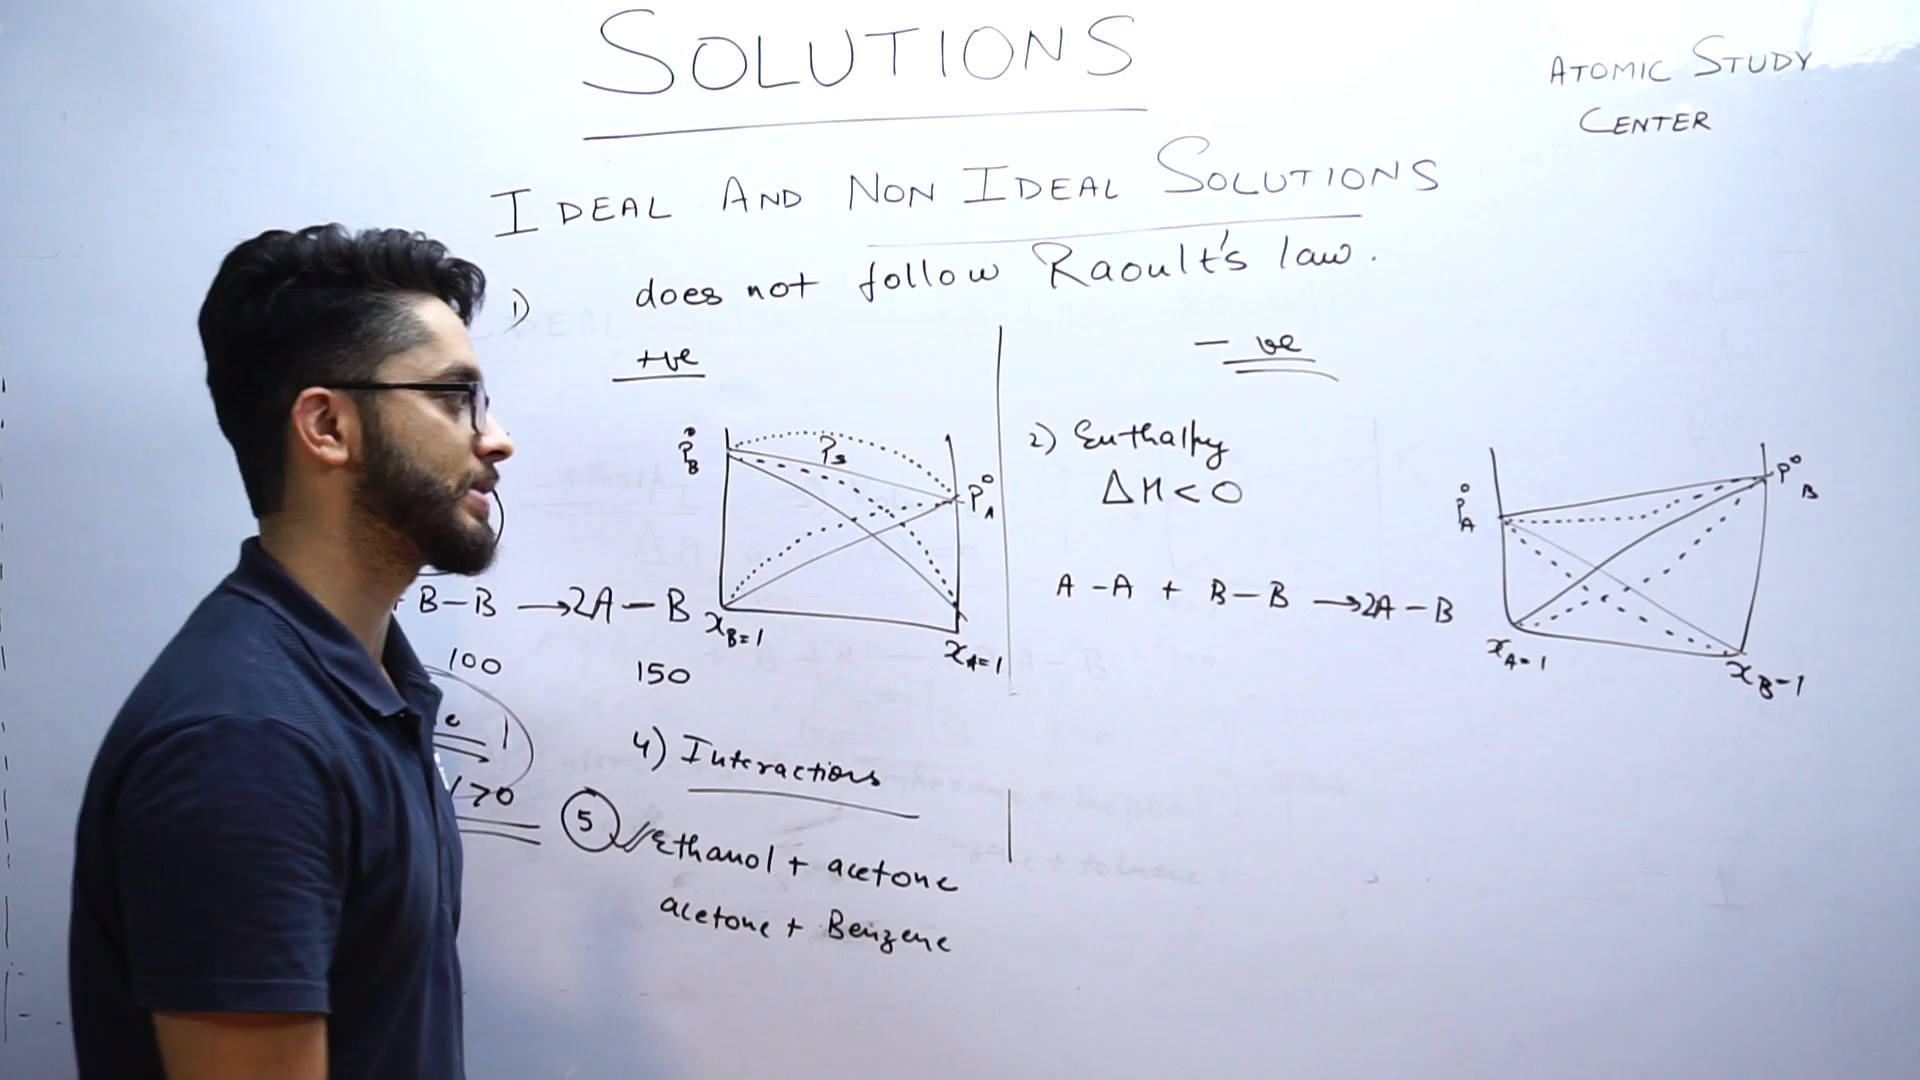 SOLUTIONS
ATOMIC STUDY
CENTER
IDEAL AND NON IDEAL SOLUTIONS
1) does not follow Raoult's law.
+ve
P°B
Ps
P°A
xB=1
xA=1
B-B → 2A-B
100 150
>0
4) Interactions
5 Ethanol + acetone
acetone + Benzene
- ve
2) Enthalpy
ΔH < 0
A-A + B-B → 2A-B
P°A
P°B
xA=1
xB=1